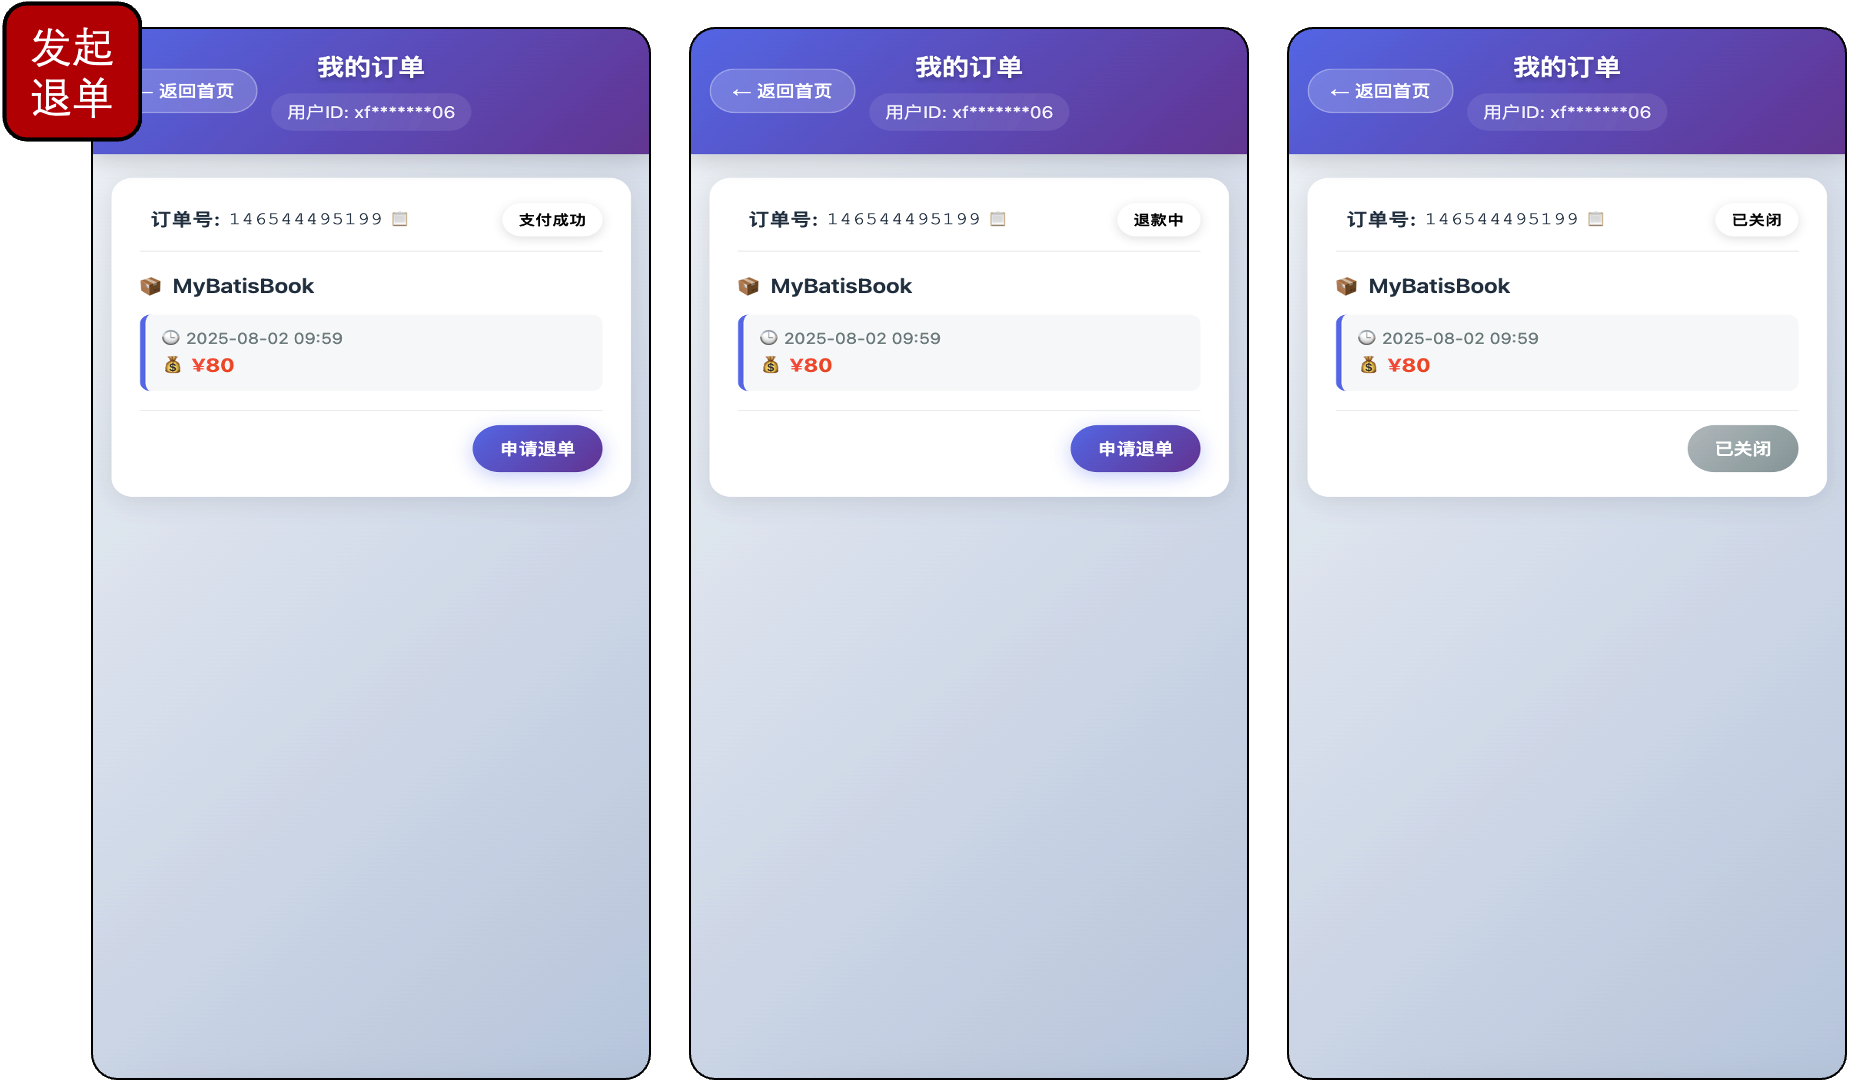 发起
退单
← 返回首页
我的订单
用户ID: xf*******06
订单号: 146544495199
支付成功
MyBatisBook
2025-08-02 09:59
¥80
申请退单
← 返回首页
我的订单
用户ID: xf*******06
订单号: 146544495199
退款中
MyBatisBook
2025-08-02 09:59
¥80
申请退单
← 返回首页
我的订单
用户ID: xf*******06
订单号: 146544495199
已关闭
MyBatisBook
2025-08-02 09:59
¥80
已关闭